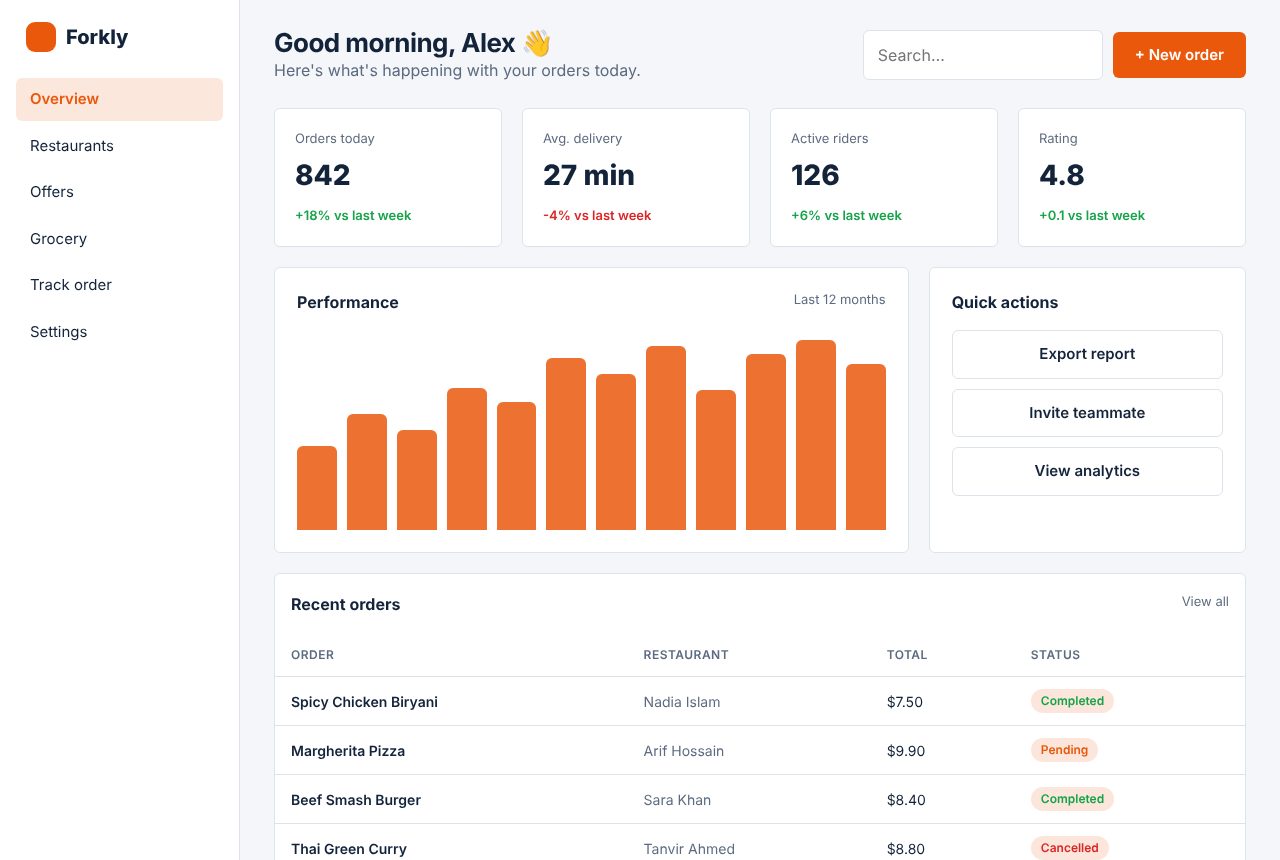 Forkly
Overview
Restaurants
Offers
Grocery
Track order
Settings
Good morning, Alex 👋
Here's what's happening with your orders today.
Search...
+ New order
Orders today
842
+18% vs last week
Avg. delivery
27 min
-4% vs last week
Active riders
126
+6% vs last week
Rating
4.8
+0.1 vs last week
Performance
Last 12 months
Quick actions
Export report
Invite teammate
View analytics
Recent orders
View all
ORDER RESTAURANT TOTAL STATUS
Spicy Chicken Biryani Nadia Islam $7.50 Completed
Margherita Pizza Arif Hossain $9.90 Pending
Beef Smash Burger Sara Khan $8.40 Completed
Thai Green Curry Tanvir Ahmed $8.80 Cancelled